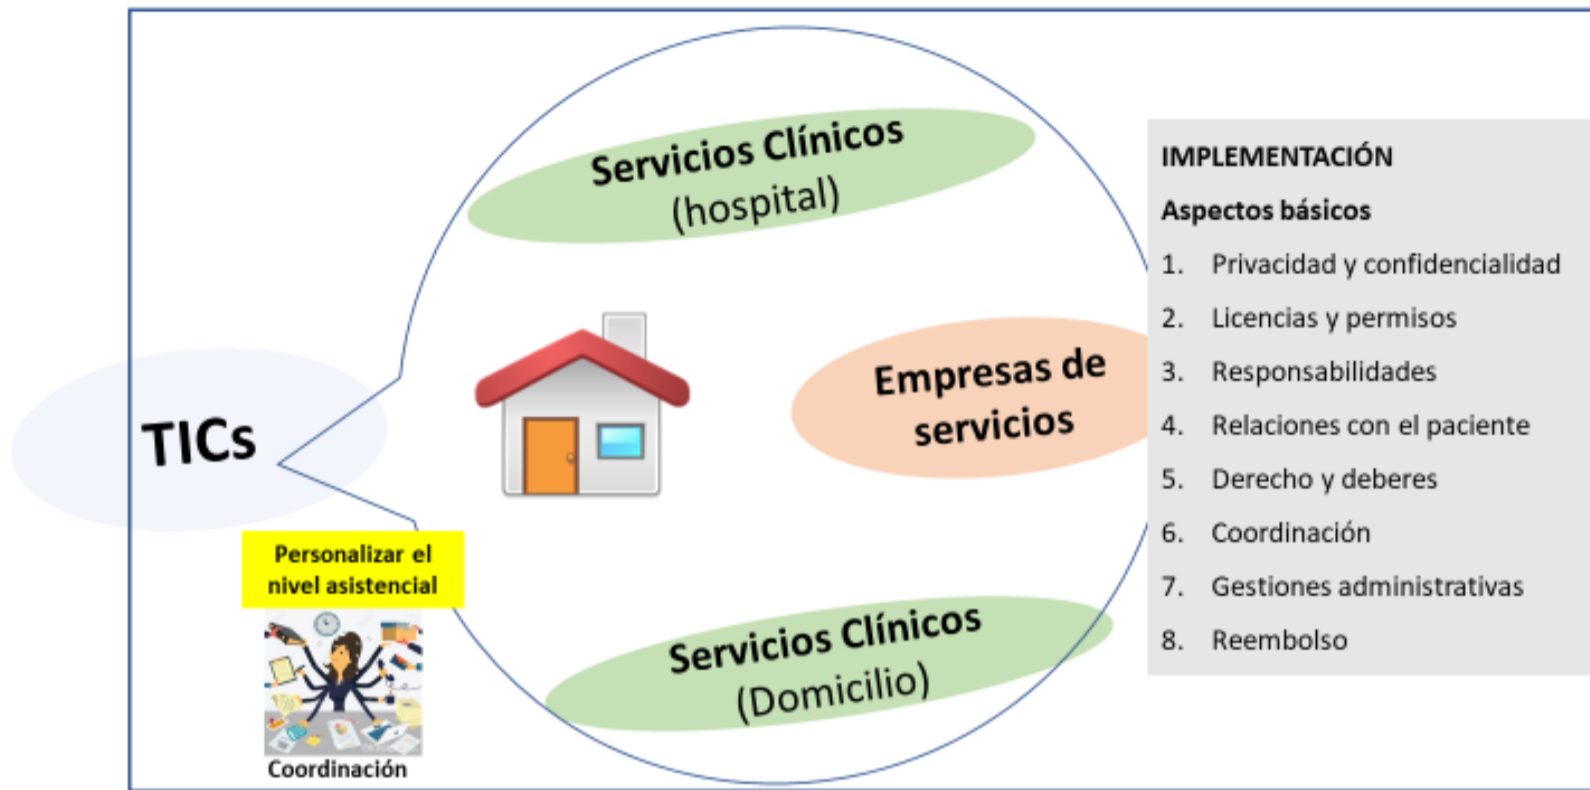 Servicios Clínicos
(hospital)
TICs
Empresas de
servicios
Personalizar el
nivel asistencial
Coordinación
Servicios Clínicos
(Domicilio)
IMPLEMENTACIÓN
Aspectos básicos
1. Privacidad y confidencialidad
2. Licencias y permisos
3. Responsabilidades
4. Relaciones con el paciente
5. Derecho y deberes
6. Coordinación
7. Gestiones administrativas
8. Reembolso